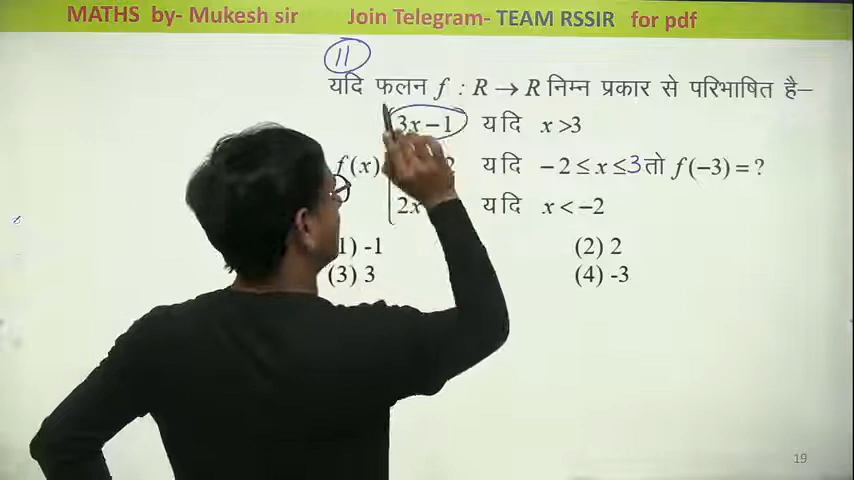 MATHS by- Mukesh sir Join Telegram- TEAM RSSIR for pdf
11
यदि फलन f : R → R निम्न प्रकार से परिभाषित है–
3x – 1 यदि x >3
f(x) 2 यदि – 2 ≤ x ≤ 3 तो f(–3) = ?
2x यदि x < –2
1) -1 (2) 2
(3) 3 (4) -3
19